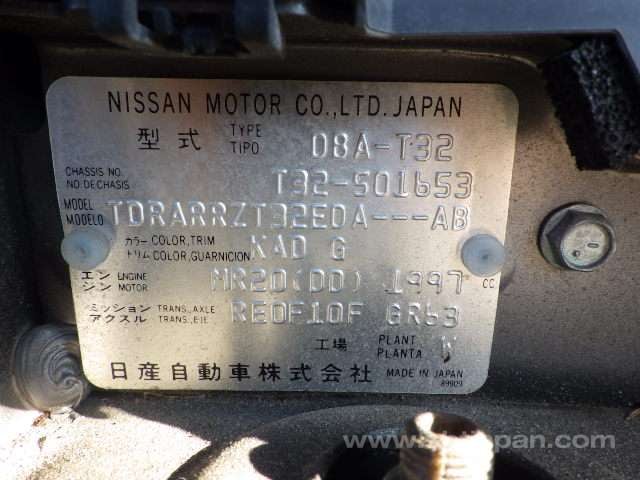 NISSAN MOTOR CO.,LTD. JAPAN
型式 TYPE TIPO 08A-T32
CHASSIS NO. NO DE CHASIS T32-501653
MODEL MODELO TDRARRZT32EDA---AB
カラー COLOR, TRIM トリム COLOR, GUARNICION KAD G
エンジン ENGINE MOTOR MR20(DD) 1997 CC
ミッション TRANS., AXLE アクスル TRANS., EJE RE0F10F GR63
工場 PLANT PLANTA W
日産自動車株式会社 MADE IN JAPAN
89909